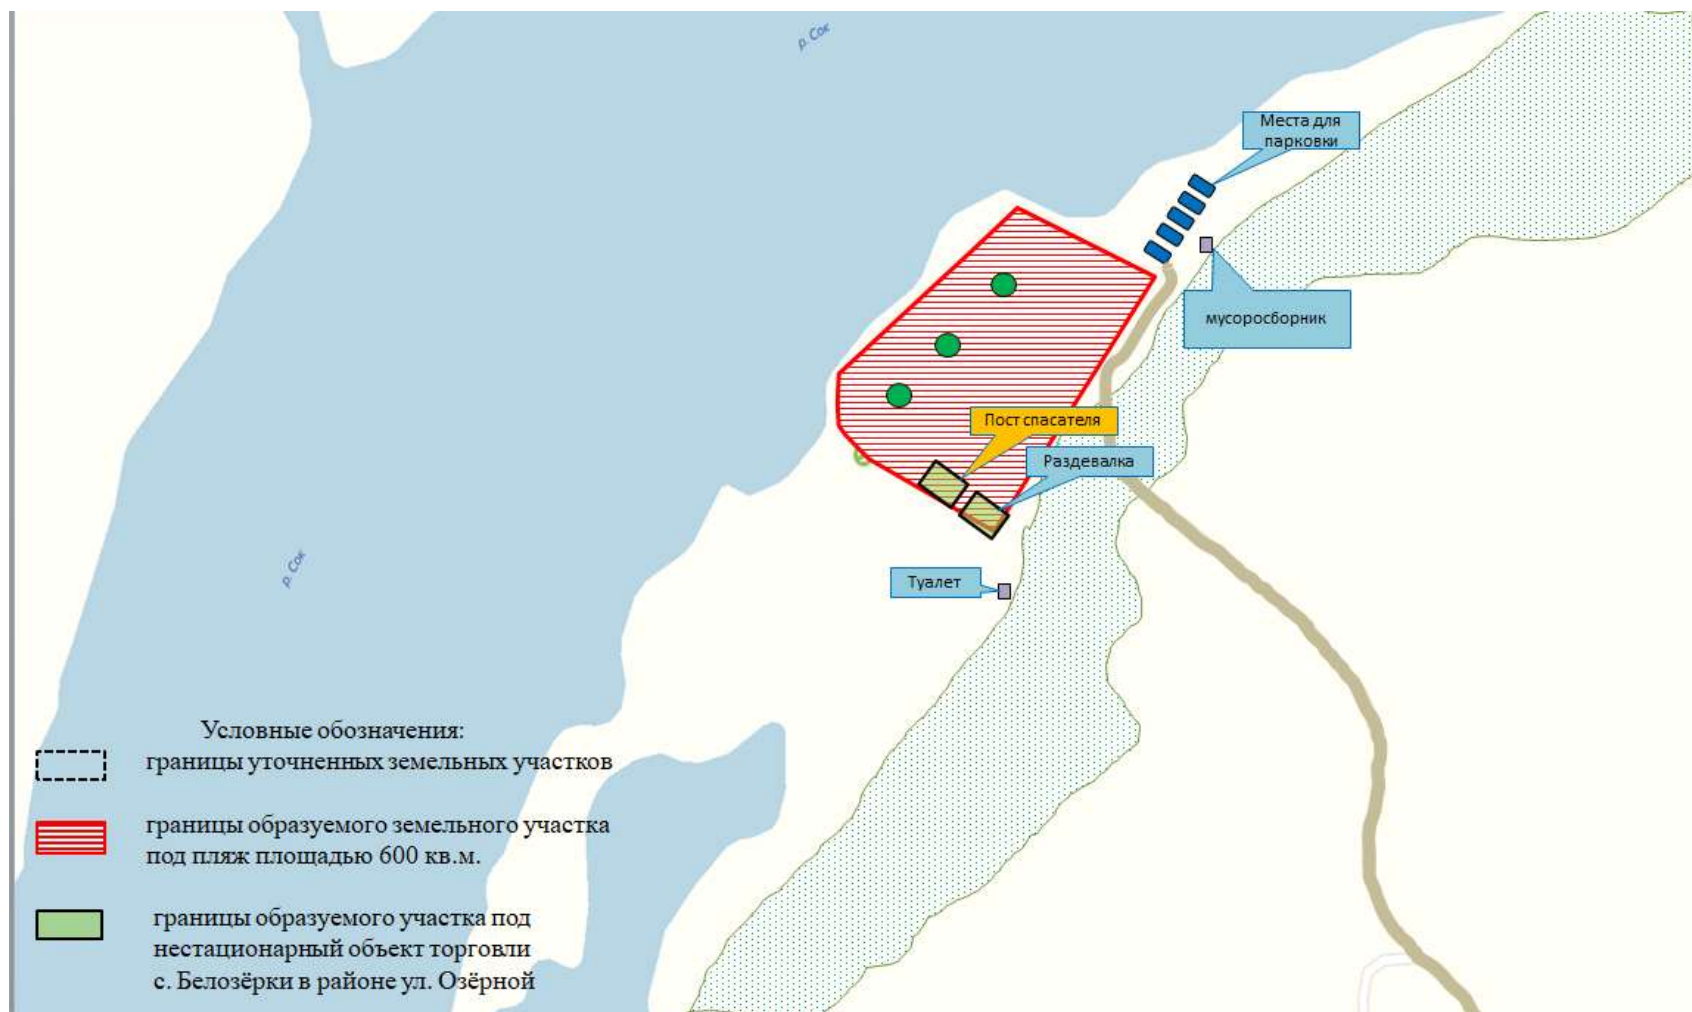 р. Сок
Места для
парковки
мусоросборник
Пост спасателя
Раздевалка
р. Сок
Туалет
Условные обозначения:
границы уточненных земельных участков
границы образуемого земельного участка
под пляж площадью 600 кв.м.
границы образуемого участка под
нестационарный объект торговли
с. Белозёрки в районе ул. Озёрной